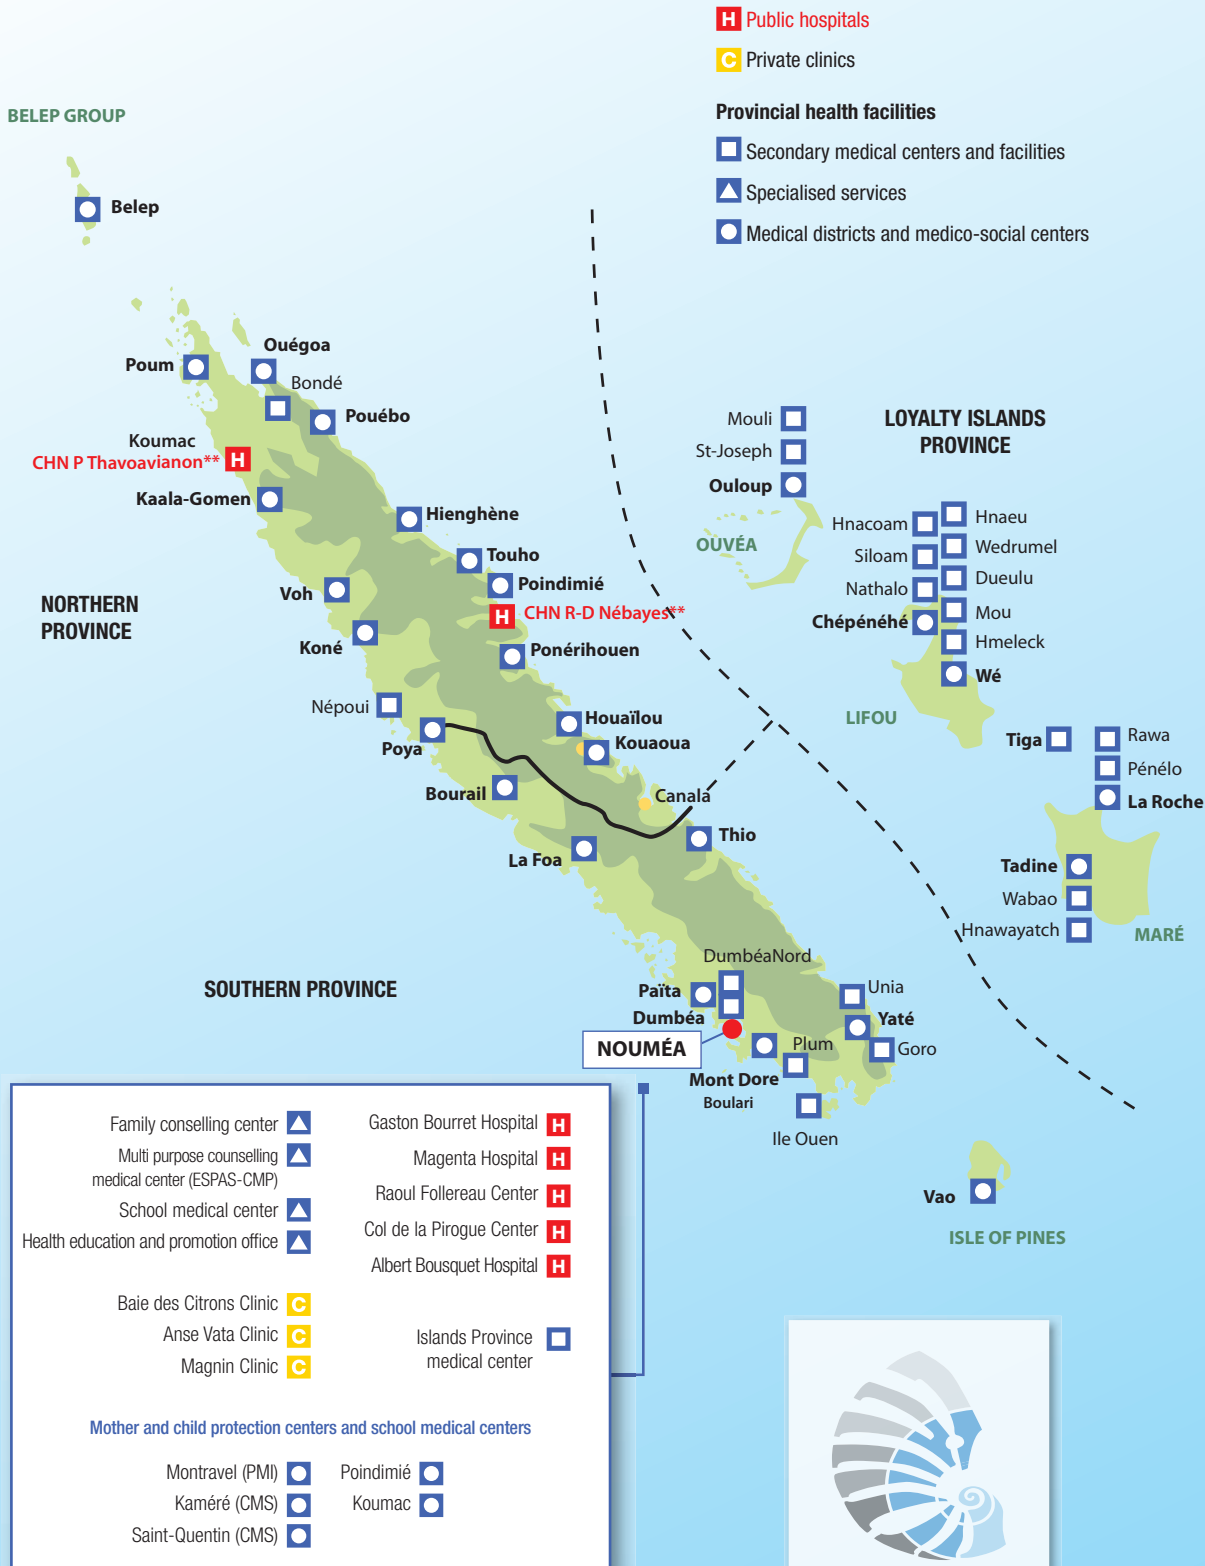 H Public hospitals
C Private clinics
Provincial health facilities
Secondary medical centers and facilities
Specialised services
Medical districts and medico-social centers
BELEP GROUP
Belep
Ouégoa
Poum
Bondé
Pouébo
Koumac
CHN P Thavoavianon** H
Kaala-Gomen
Hienghène
Touho
Poindimié
Voh
H CHN R-D Nébayes**
NORTHERN
PROVINCE
Koné
Ponérihouen
Népoui
Houaïlou
Poya
Kouaoua
Bourail
Canala
Thio
La Foa
LOYALTY ISLANDS
PROVINCE
Mouli
St-Joseph
Ouloup
OUVÉA
Hnacoam
Hnaeu
Siloam
Wedrumel
Nathalo
Dueulu
Chépénéhé
Mou
Hmeleck
Wé
LIFOU
Tiga
Rawa
Pénélo
La Roche
Tadine
Wabao
Hnawayatch
MARÉ
SOUTHERN PROVINCE
DumbéaNord
Païta
Dumbéa
Unia
Yaté
NOUMÉA
Plum
Goro
Mont Dore
Boulari
Ile Ouen
Vao
ISLE OF PINES
Family conselling center
Multi purpose counselling
medical center (ESPAS-CMP)
School medical center
Health education and promotion office
Baie des Citrons Clinic C
Anse Vata Clinic C
Magnin Clinic C
Gaston Bourret Hospital H
Magenta Hospital H
Raoul Follereau Center H
Col de la Pirogue Center H
Albert Bousquet Hospital H
Islands Province
medical center
Mother and child protection centers and school medical centers
Montravel (PMI)
Kaméré (CMS)
Saint-Quentin (CMS)
Poindimié
Koumac